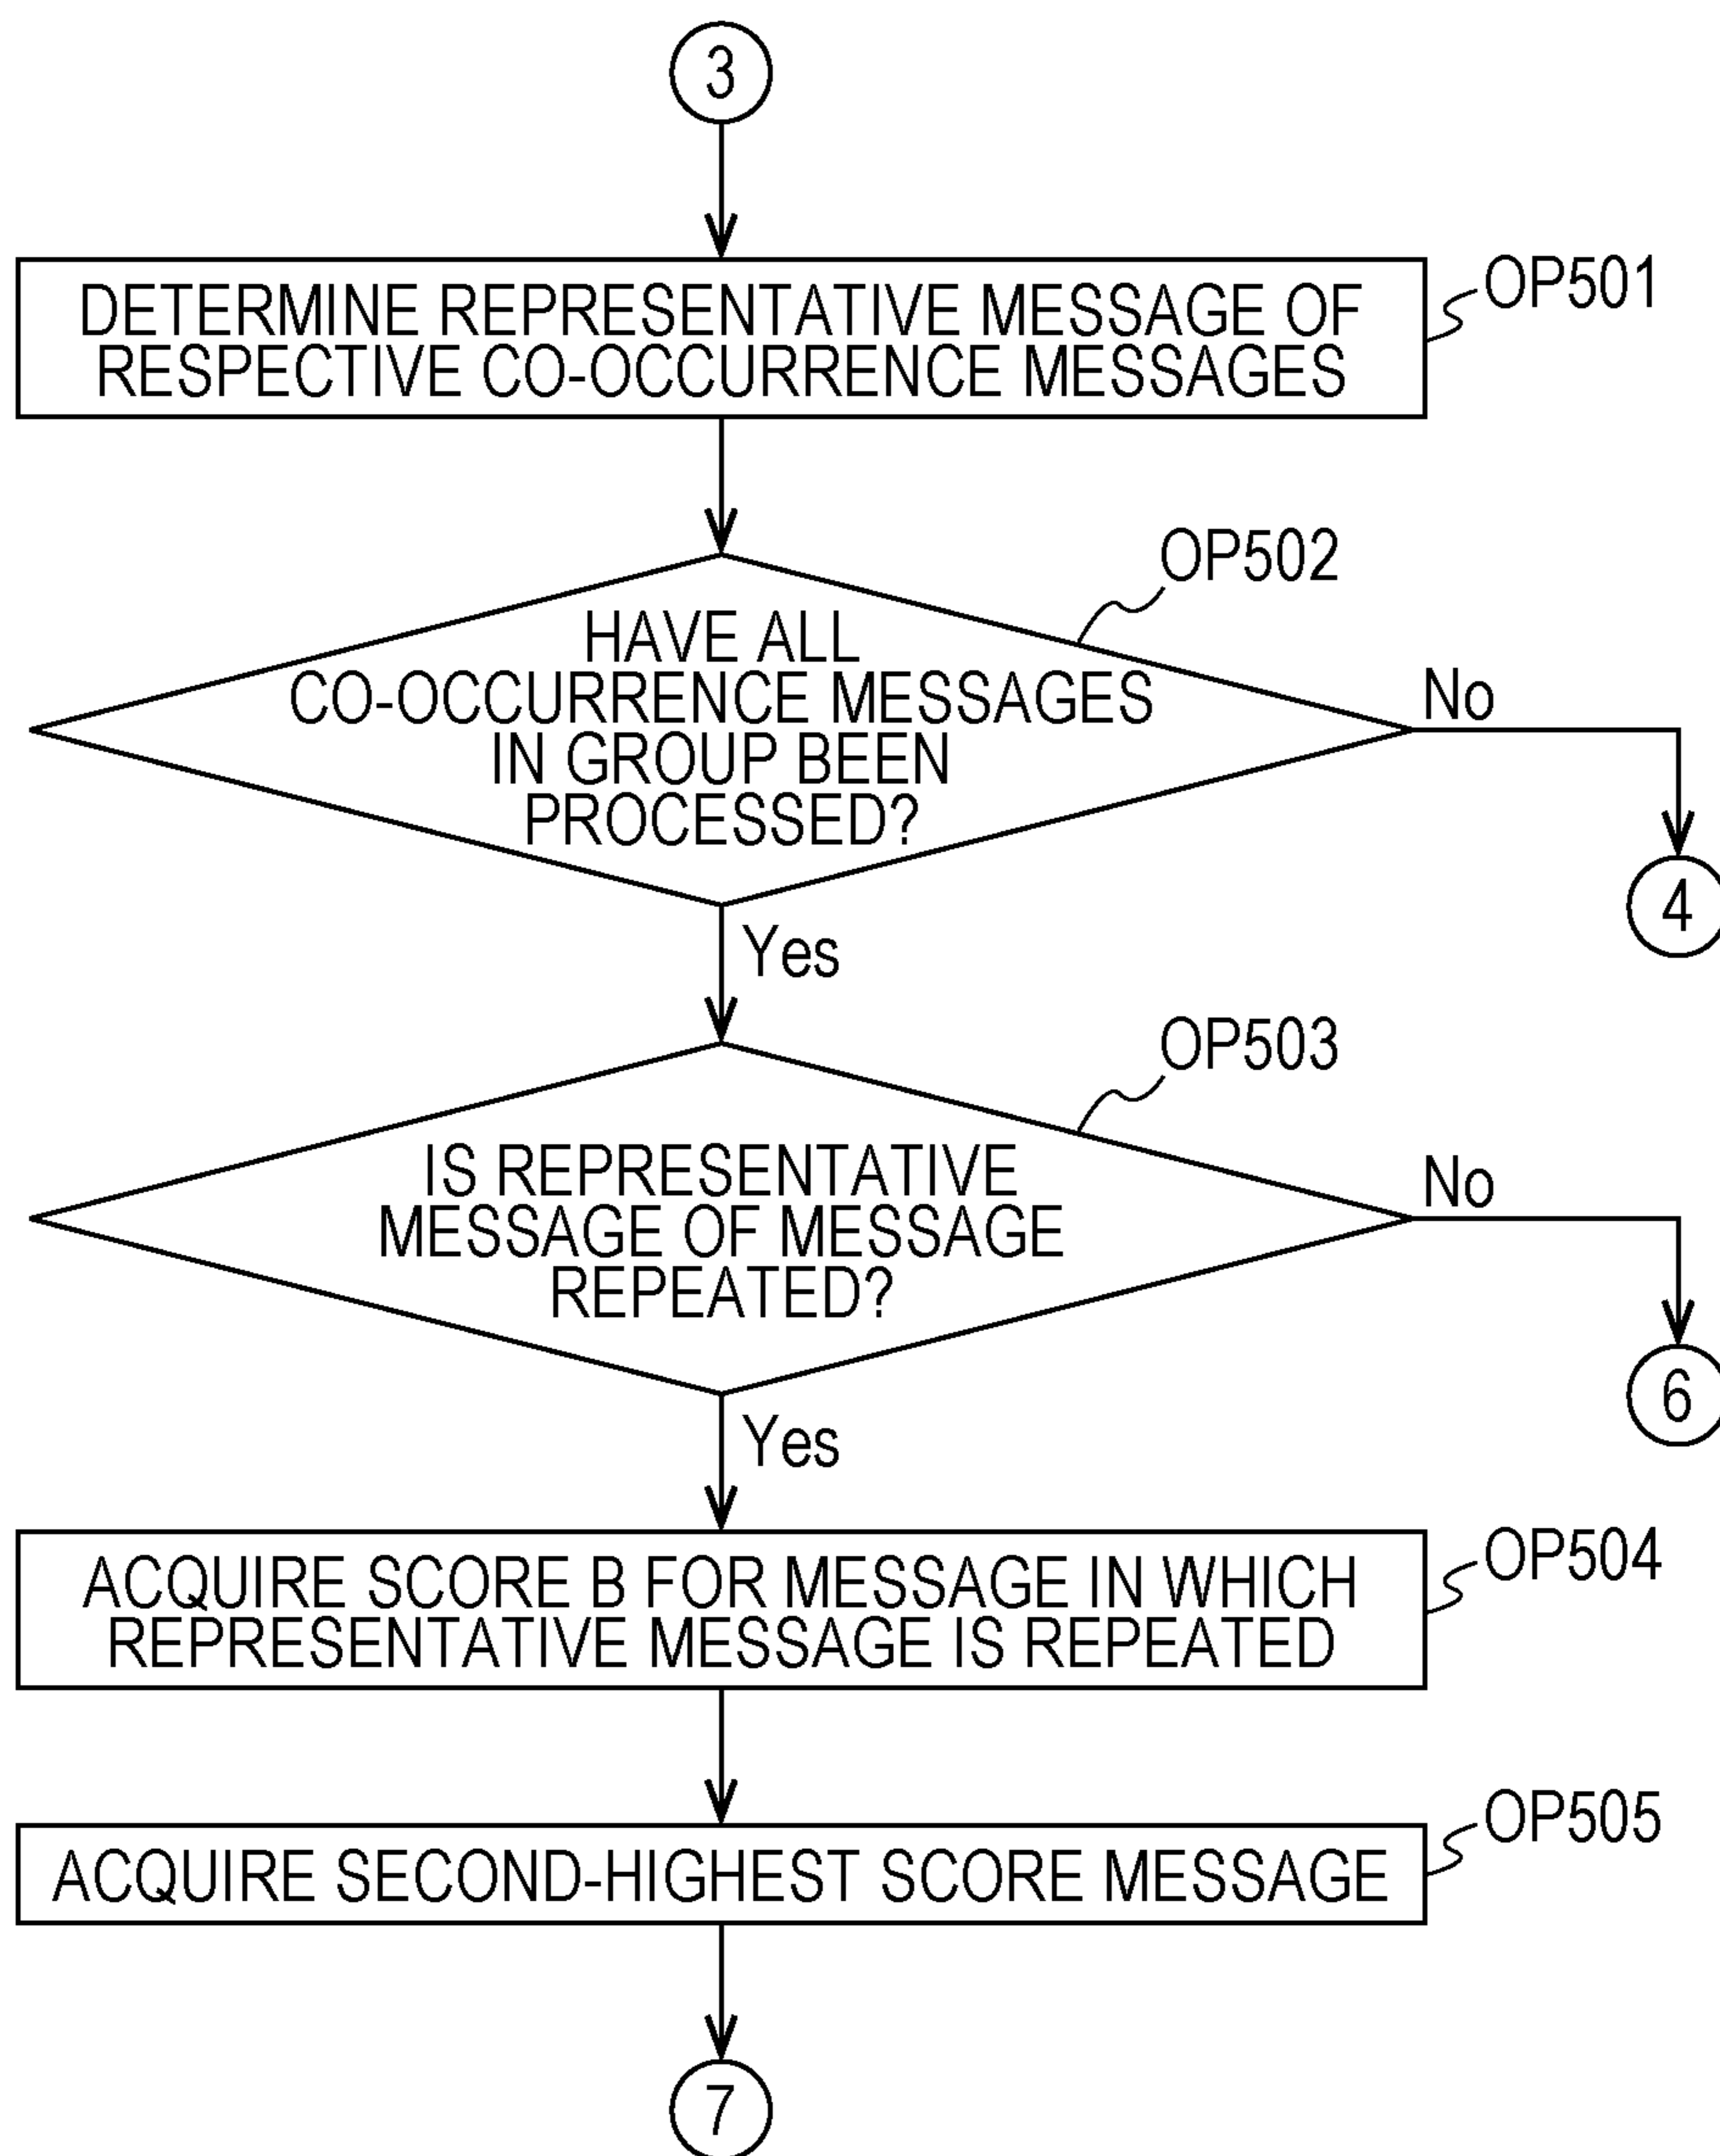 3
DETERMINE REPRESENTATIVE MESSAGE OF
RESPECTIVE CO-OCCURRENCE MESSAGES
OP501
OP502
HAVE ALL
CO-OCCURRENCE MESSAGES
IN GROUP BEEN
PROCESSED?
No
4
Yes
OP503
IS REPRESENTATIVE
MESSAGE OF MESSAGE
REPEATED?
No
6
Yes
ACQUIRE SCORE B FOR MESSAGE IN WHICH
REPRESENTATIVE MESSAGE IS REPEATED
OP504
ACQUIRE SECOND-HIGHEST SCORE MESSAGE
OP505
7